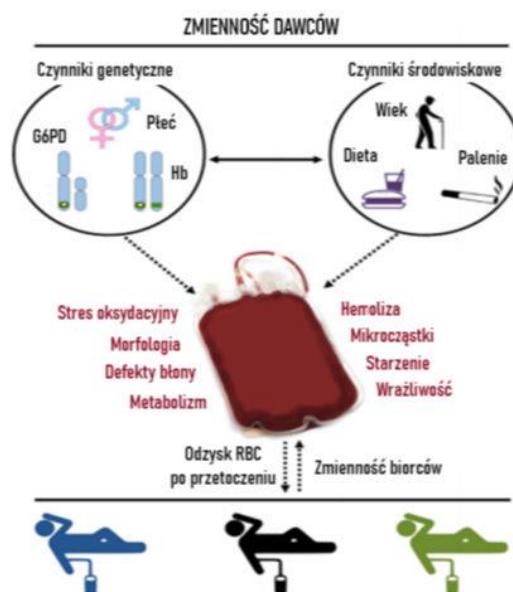 ZMIENNOŚĆ DAWCÓW
Czynniki genetyczne
Czynniki środowiskowe
G6PD
Płeć
Hb
Wiek
Dieta
Palenie
Stres oksydacyjny
Morfologia
Defekty błony
Metabolizm
Hemoliza
Mikrocząstki
Starzenie
Wrażliwość
Odzysk RBC
po przetoczeniu
Zmienność biorców